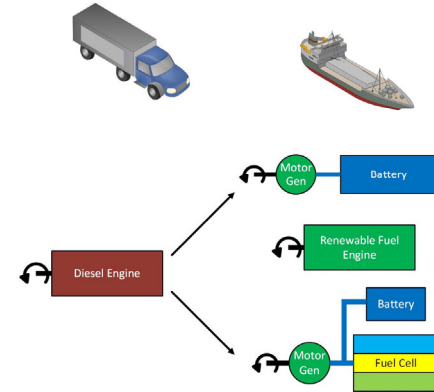 Motor
Gen
Battery
Renewable Fuel
Engine
Diesel Engine
Battery
Motor
Gen
Fuel Cell